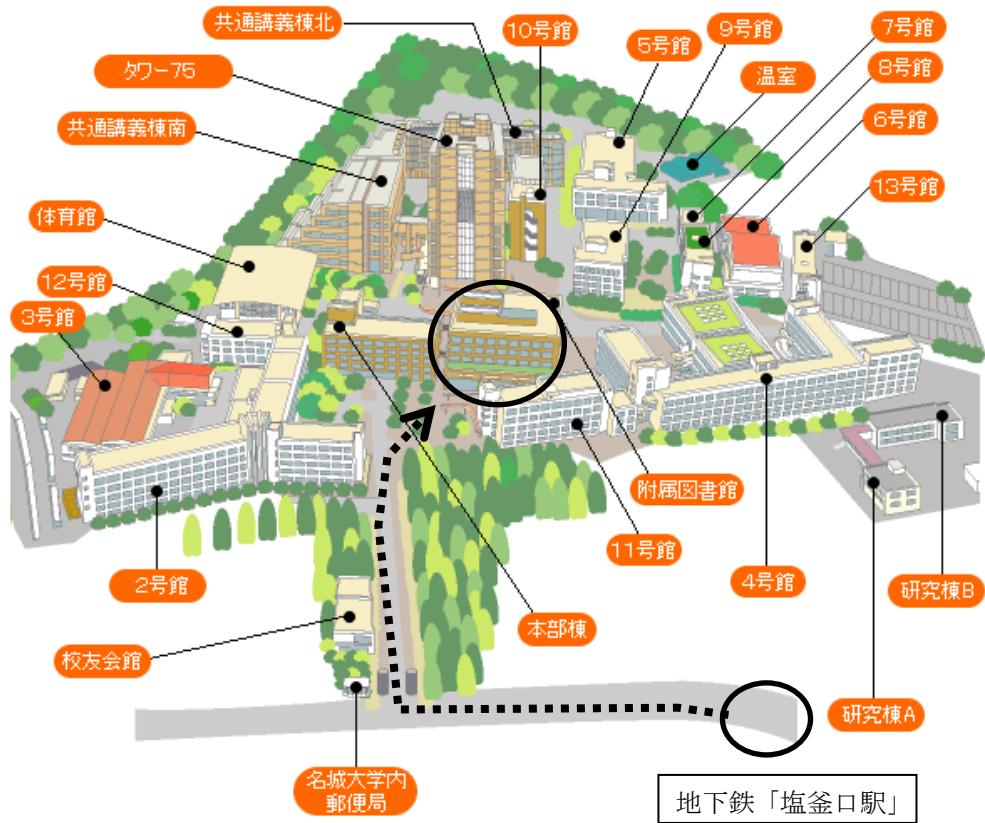 共通講義棟北
10号館
5号館
9号館
7号館
タワー75
温室
8号館
共通講義棟南
6号館
13号館
体育館
12号館
3号館
附属図書館
11号館
2号館
4号館
研究棟B
本部棟
校友会館
研究棟A
名城大学内
郵便局
地下鉄「塩釜口駅」